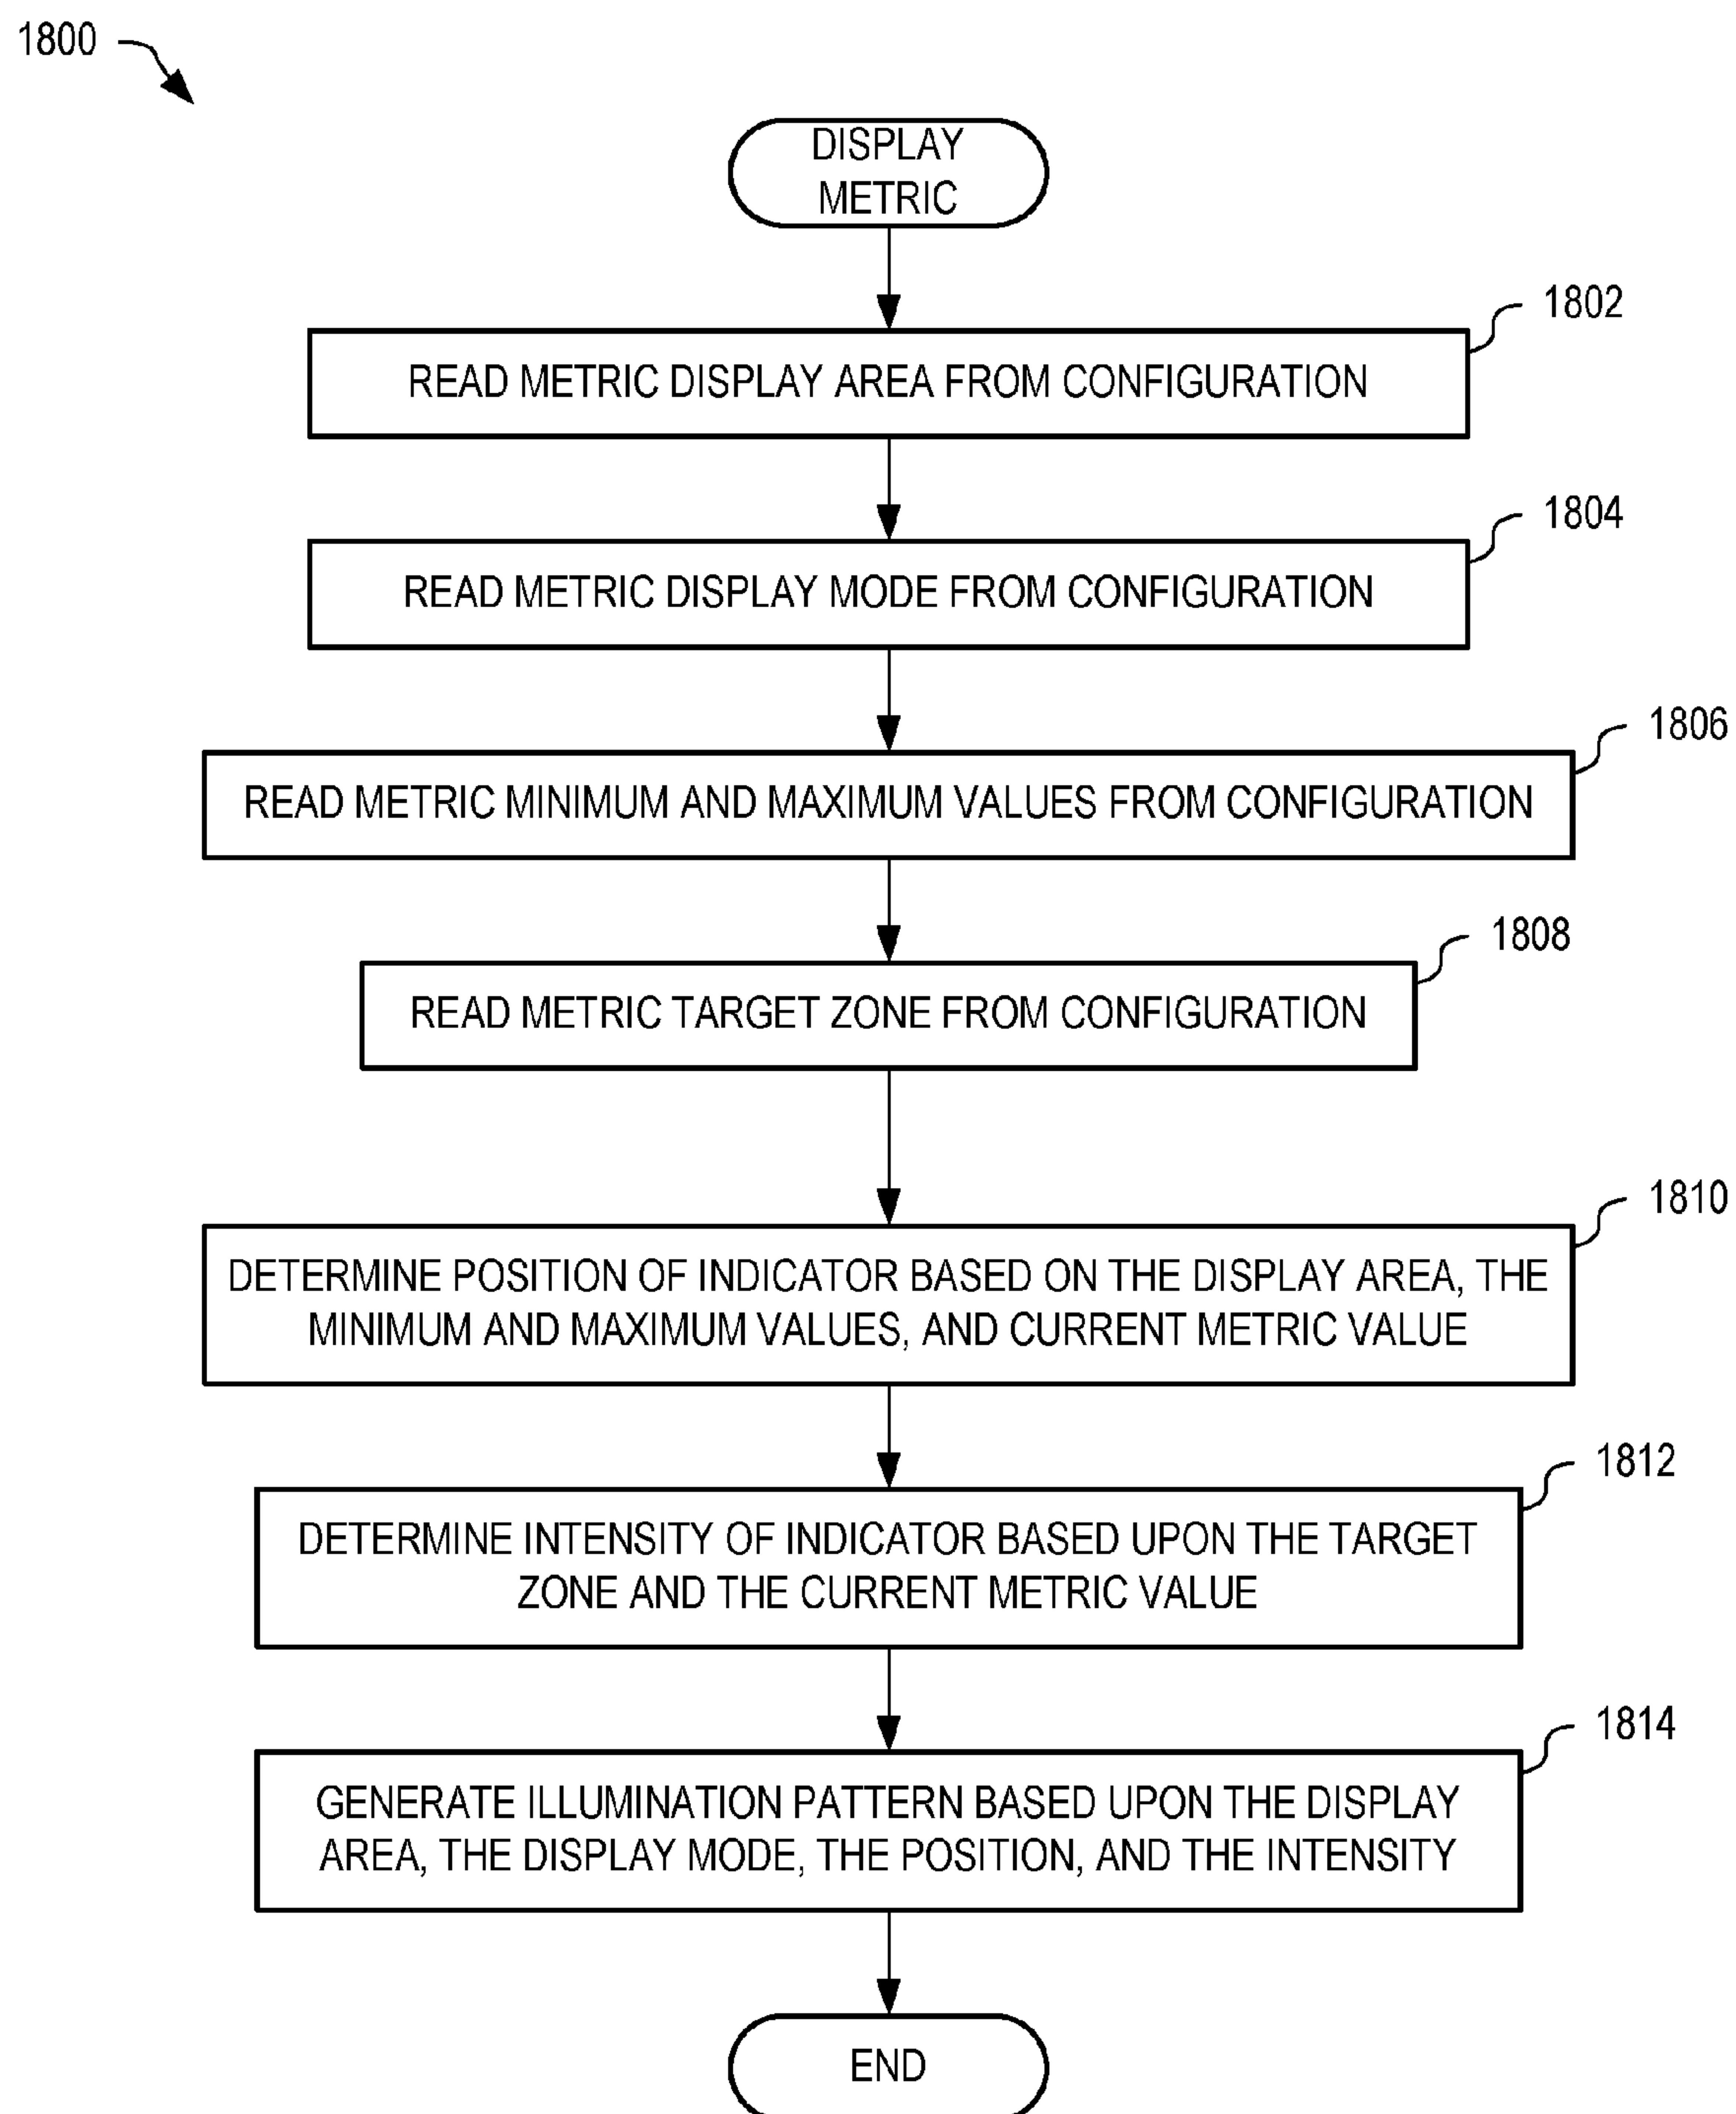 1800
DISPLAY
METRIC
1802
READ METRIC DISPLAY AREA FROM CONFIGURATION
1804
READ METRIC DISPLAY MODE FROM CONFIGURATION
1806
READ METRIC MINIMUM AND MAXIMUM VALUES FROM CONFIGURATION
1808
READ METRIC TARGET ZONE FROM CONFIGURATION
1810
DETERMINE POSITION OF INDICATOR BASED ON THE DISPLAY AREA, THE
MINIMUM AND MAXIMUM VALUES, AND CURRENT METRIC VALUE
1812
DETERMINE INTENSITY OF INDICATOR BASED UPON THE TARGET
ZONE AND THE CURRENT METRIC VALUE
1814
GENERATE ILLUMINATION PATTERN BASED UPON THE DISPLAY
AREA, THE DISPLAY MODE, THE POSITION, AND THE INTENSITY
END